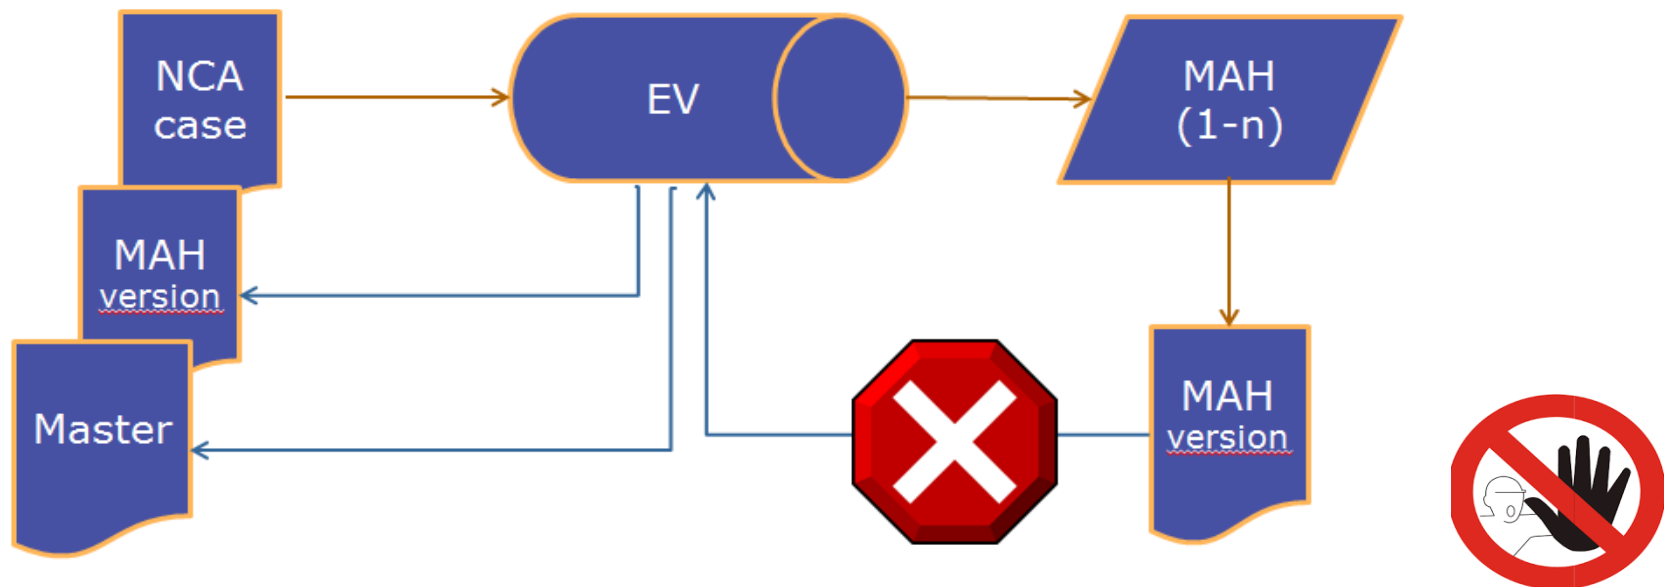 NCA
case
EV
MAH
(1-n)
MAH
version
Master
MAH
version